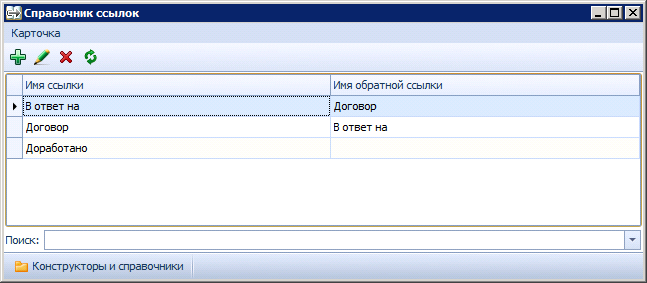 Справочник ссылок
Карточка
Имя ссылки Имя обратной ссылки
В ответ на Договор
Договор В ответ на
Доработано
Поиск:
Конструкторы и справочники